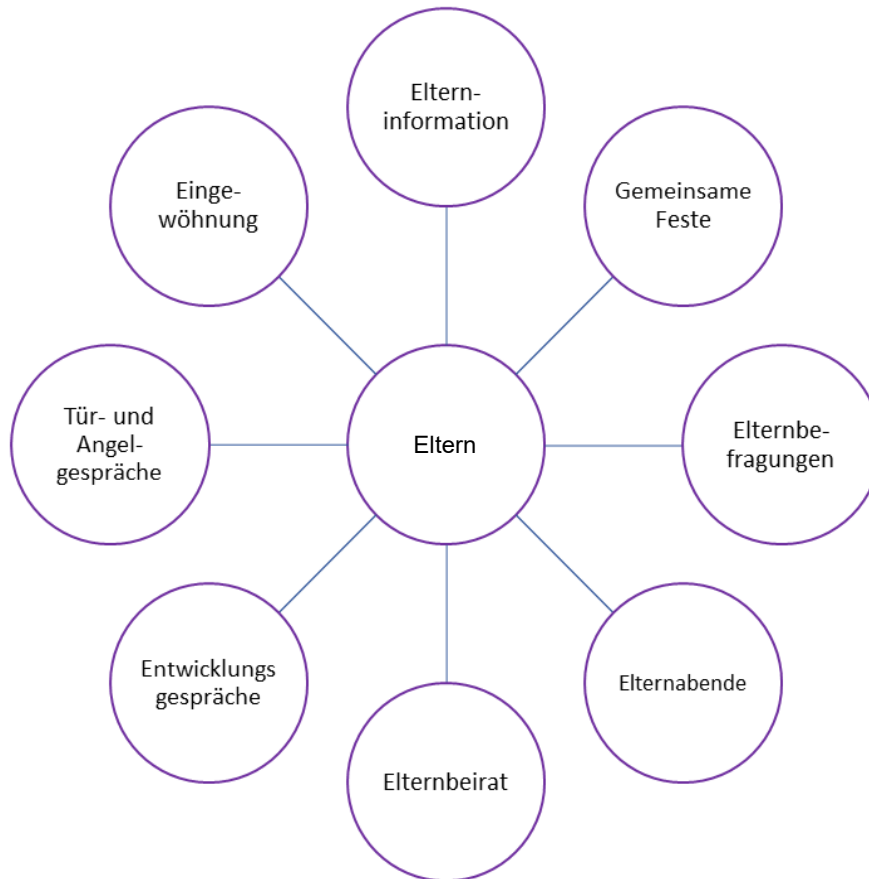 Eltern-
information
Gemeinsame
Feste
Elternbe-
fragungen
Elternabende
Elternbeirat
Entwicklungs
gespräche
Tür- und
Angel-
gespräche
Einge-
wöhnung
Eltern